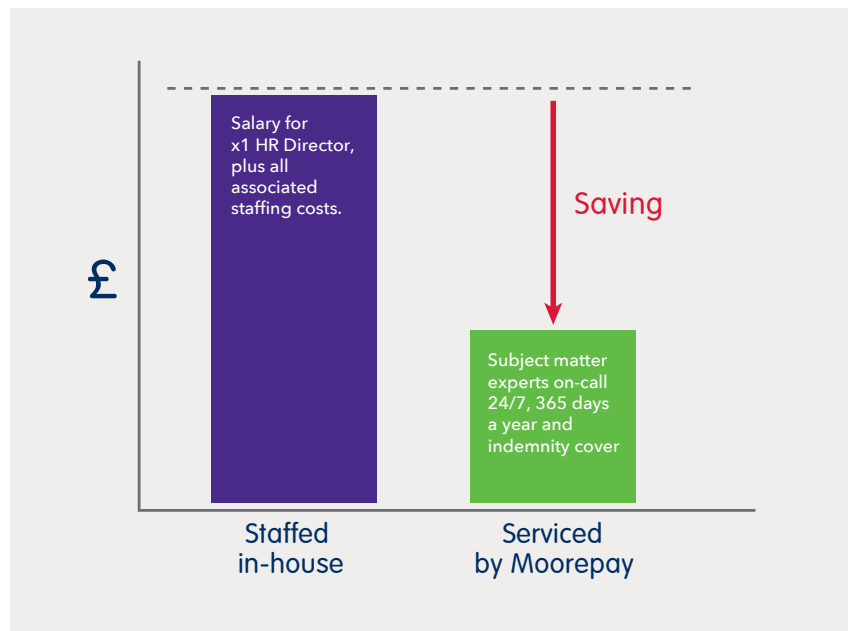 Salary for
x1 HR Director,
plus all
associated
staffing costs.
Saving
£
Subject matter
experts on-call
24/7, 365 days
a year and
indemnity cover
Staffed
in-house
Serviced
by Moorepay